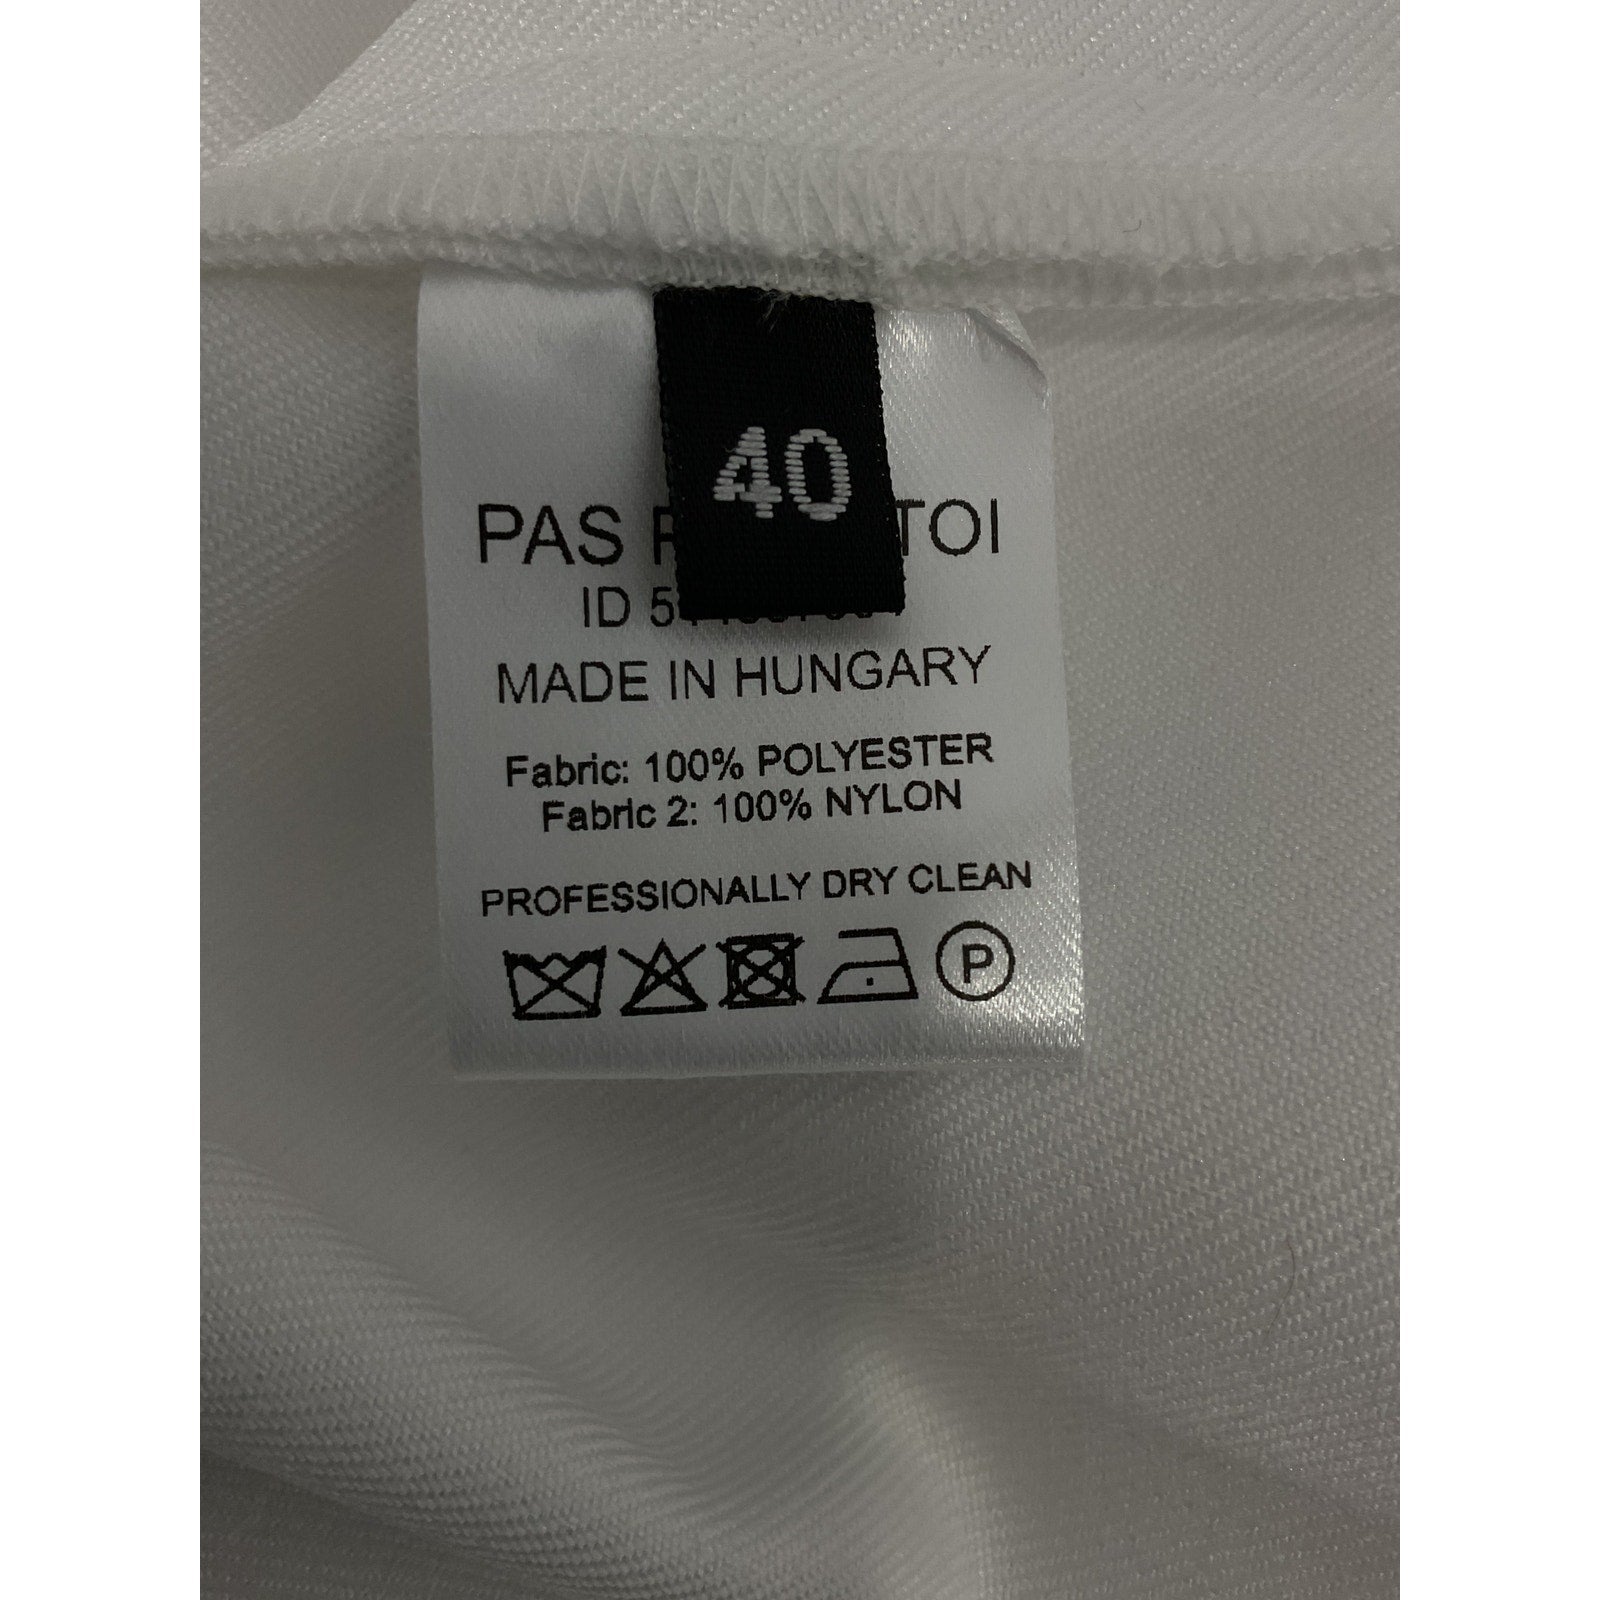 40
PAS TOI
ID
MADE IN HUNGARY
Fabric: 100% POLYESTER
Fabric 2: 100% NYLON
PROFESSIONALLY DRY CLEAN
P